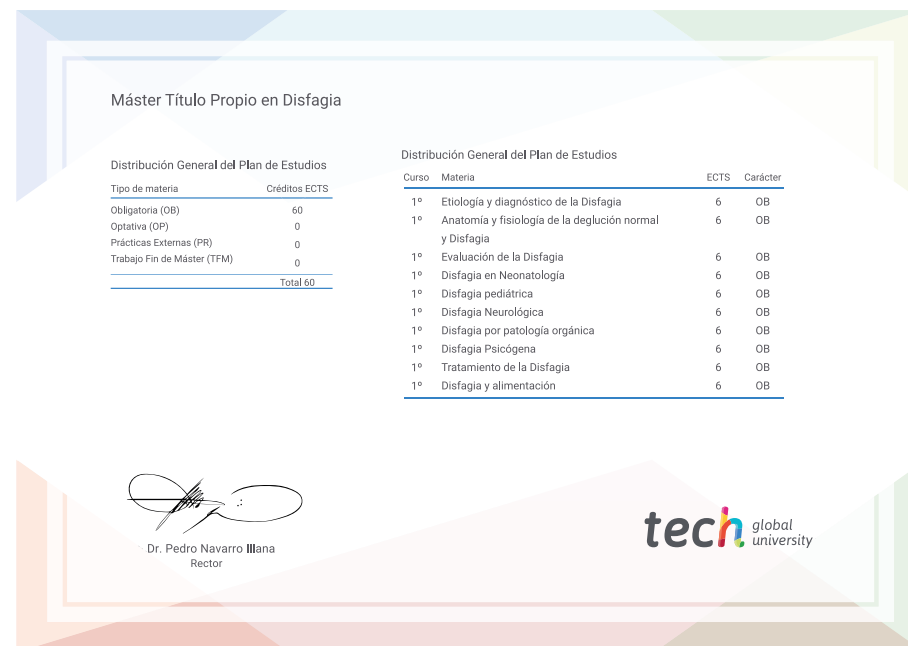 Máster Título Propio en Disfagia
Distribución General del Plan de Estudios
Tipo de materia Créditos ECTS
Obligatoria (OB) 60
Optativa (OP) 0
Prácticas Externas (PR) 0
Trabajo Fin de Máster (TFM) 0
Total 60
Distribución General del Plan de Estudios
Curso Materia ECTS Carácter
1º Etiología y diagnóstico de la Disfagia 6 OB
1º Anatomía y fisiología de la deglución normal 6 OB
y Disfagia
1º Evaluación de la Disfagia 6 OB
1º Disfagia en Neonatología 6 OB
1º Disfagia pediátrica 6 OB
1º Disfagia Neurológica 6 OB
1º Disfagia por patología orgánica 6 OB
1º Disfagia Psicógena 6 OB
1º Tratamiento de la Disfagia 6 OB
1º Disfagia y alimentación 6 OB
Dr. Pedro Navarro Illana
Rector
tech global
university